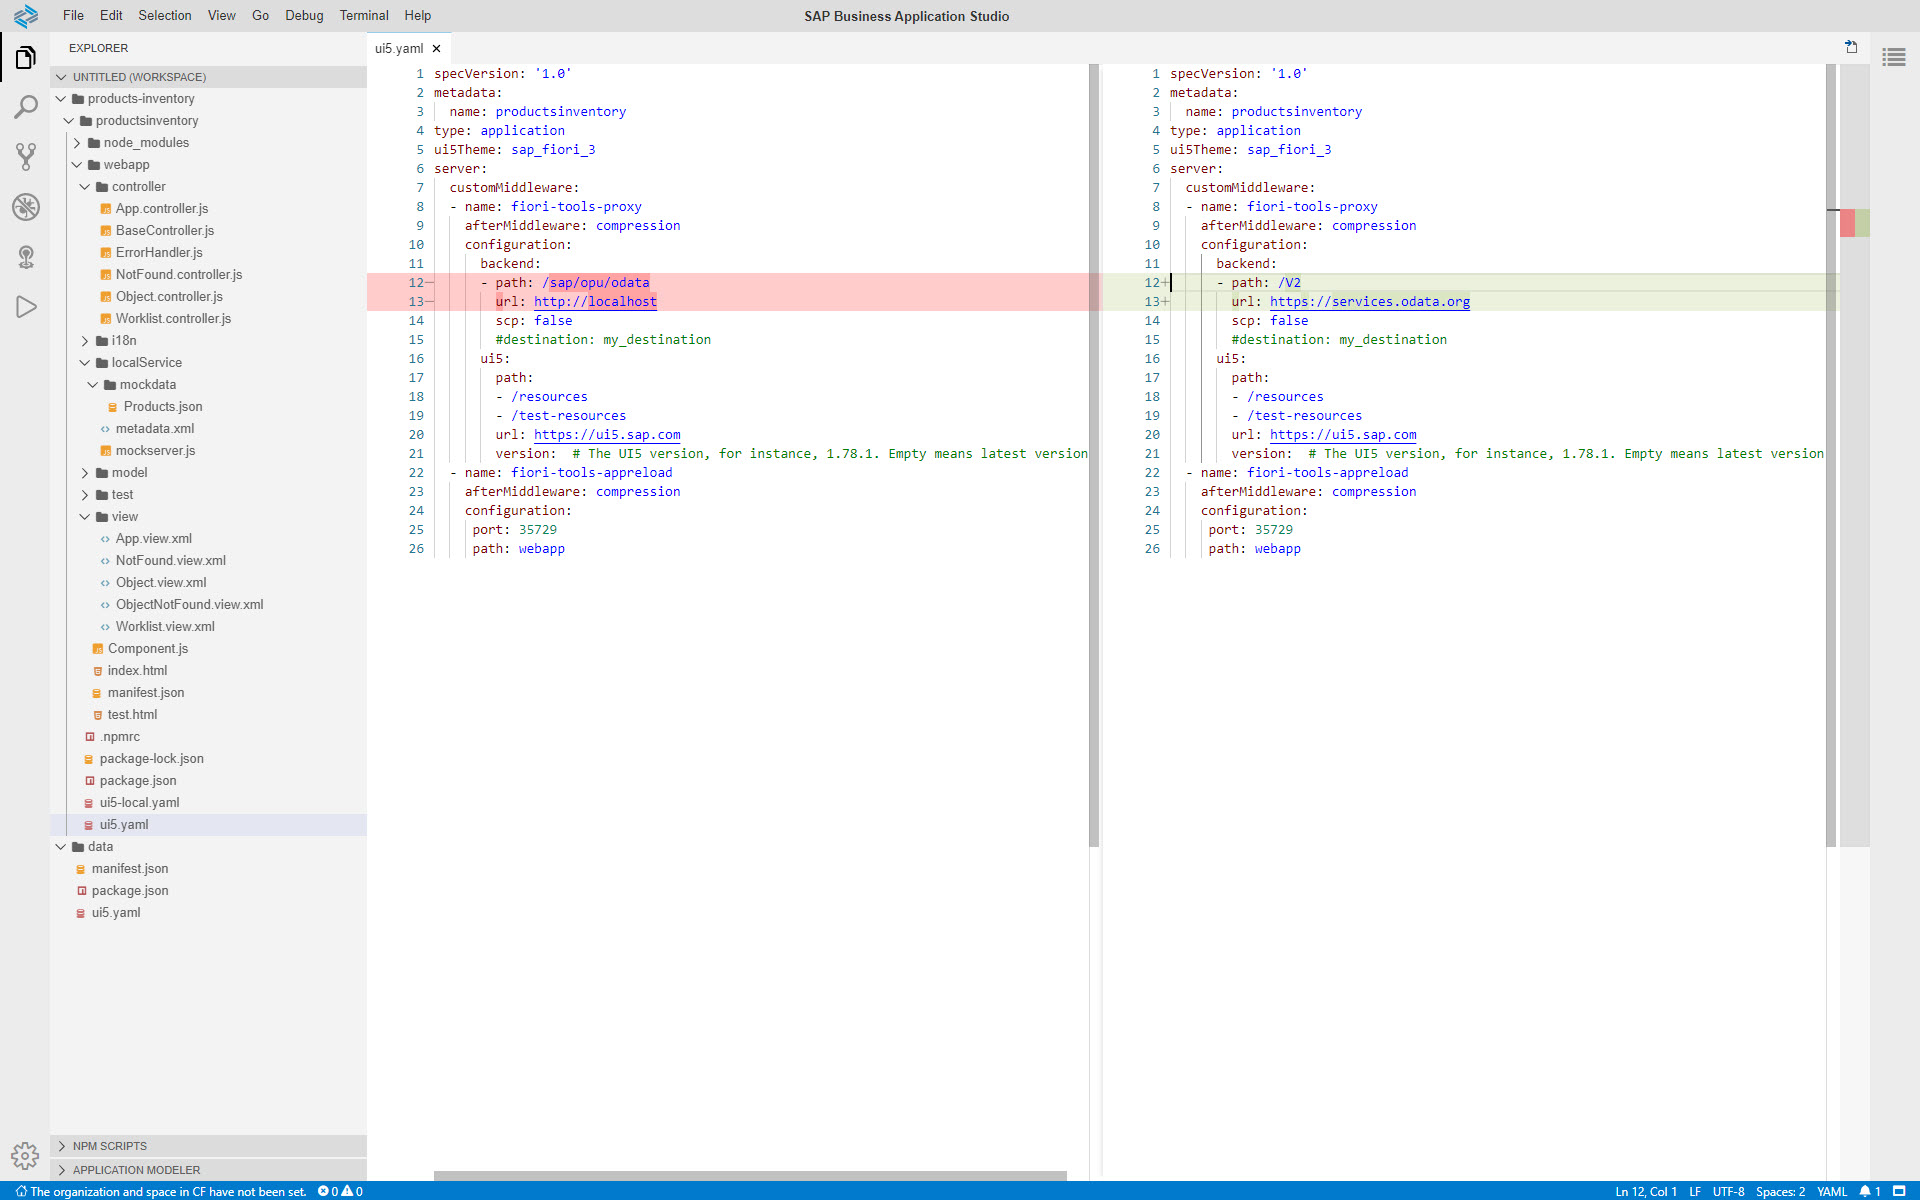 File Edit Selection View Go Debug Terminal Help
SAP Business Application Studio
EXPLORER
UNTITLED (WORKSPACE)
products-inventory
productsinventory
node_modules
webapp
controller
App.controller.js
BaseController.js
ErrorHandler.js
NotFound.controller.js
Object.controller.js
Worklist.controller.js
i18n
localService
mockdata
Products.json
metadata.xml
mockserver.js
model
test
view
App.view.xml
NotFound.view.xml
Object.view.xml
ObjectNotFound.view.xml
Worklist.view.xml
Component.js
index.html
manifest.json
test.html
.npmrc
package-lock.json
package.json
ui5-local.yaml
ui5.yaml
data
manifest.json
package.json
ui5.yaml
NPM SCRIPTS
APPLICATION MODELER
ui5.yaml ×
1 specVersion: '1.0'
2 metadata:
3 name: productsinventory
4 type: application
5 ui5Theme: sap_fiori_3
6 server:
7 customMiddleware:
8 - name: fiori-tools-proxy
9 afterMiddleware: compression
10 configuration:
11 backend:
12− - path: /sap/opu/odata
13− url: http://localhost
14 scp: false
15 #destination: my_destination
16 ui5:
17 path:
18 - /resources
19 - /test-resources
20 url: https://ui5.sap.com
21 version:  # The UI5 version, for instance, 1.78.1. Empty means latest version
22 - name: fiori-tools-appreload
23 afterMiddleware: compression
24 configuration:
25 port: 35729
26 path: webapp
1 specVersion: '1.0'
2 metadata:
3 name: productsinventory
4 type: application
5 ui5Theme: sap_fiori_3
6 server:
7 customMiddleware:
8 - name: fiori-tools-proxy
9 afterMiddleware: compression
10 configuration:
11 backend:
12+ - path: /V2
13+ url: https://services.odata.org
14 scp: false
15 #destination: my_destination
16 ui5:
17 path:
18 - /resources
19 - /test-resources
20 url: https://ui5.sap.com
21 version:  # The UI5 version, for instance, 1.78.1. Empty means latest version
22 - name: fiori-tools-appreload
23 afterMiddleware: compression
24 configuration:
25 port: 35729
26 path: webapp
The organization and space in CF have not been set. 0 0
Ln 12, Col 1 LF UTF-8 Spaces: 2 YAML 1